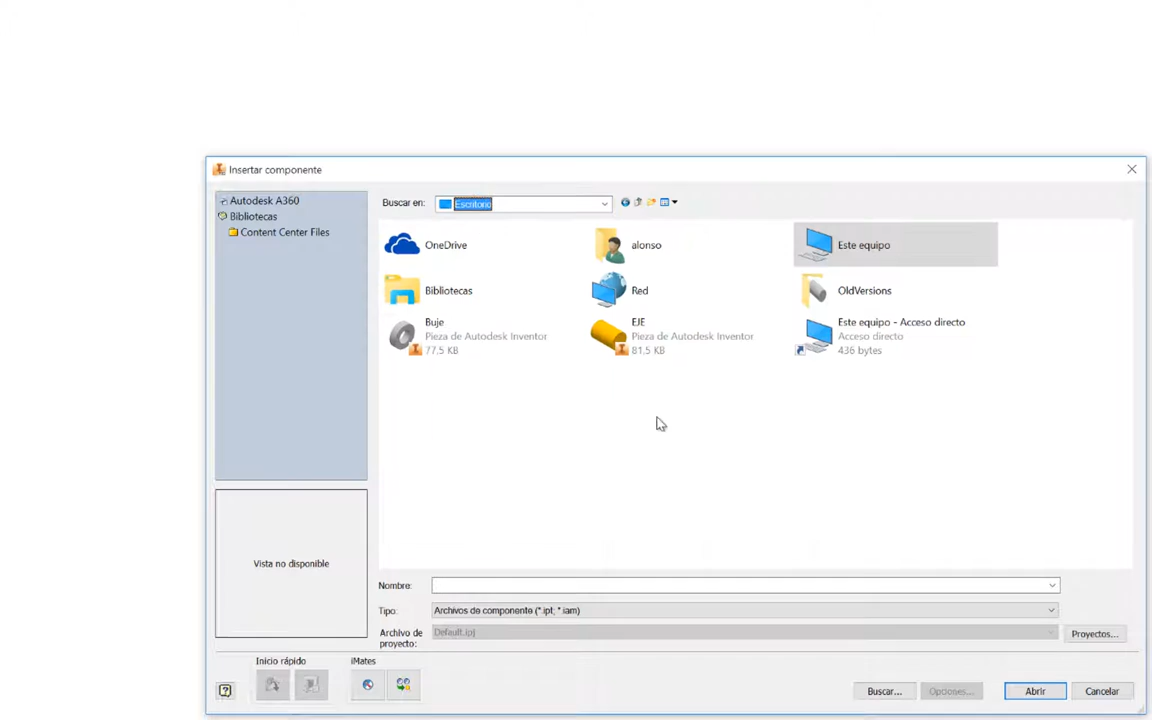 Insertar componente
Autodesk A360
Bibliotecas
Content Center Files
Buscar en:
Escritorio
OneDrive
alonso
Este equipo
Bibliotecas
Red
OldVersions
Buje
Pieza de Autodesk Inventor
77,5 KB
EJE
Pieza de Autodesk Inventor
81,5 KB
Este equipo - Acceso directo
Acceso directo
436 bytes
Vista no disponible
Nombre:
Tipo:
Archivos de componente (*.ipt; *.iam)
Archivo de
proyecto:
Default.ipj
Proyectos...
Inicio rápido
iMates
Buscar...
Opciones...
Abrir
Cancelar